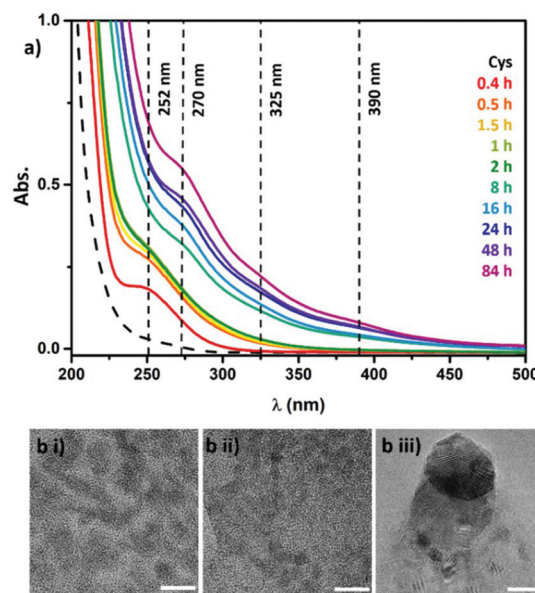 a)
1.0
0.5
0.0
Abs.
252 nm
270 nm
325 nm
390 nm
Cys
0.4 h
0.5 h
1.5 h
1 h
2 h
8 h
16 h
24 h
48 h
84 h
200 250 300 350 400 450 500
λ (nm)
b i) b ii) b iii)